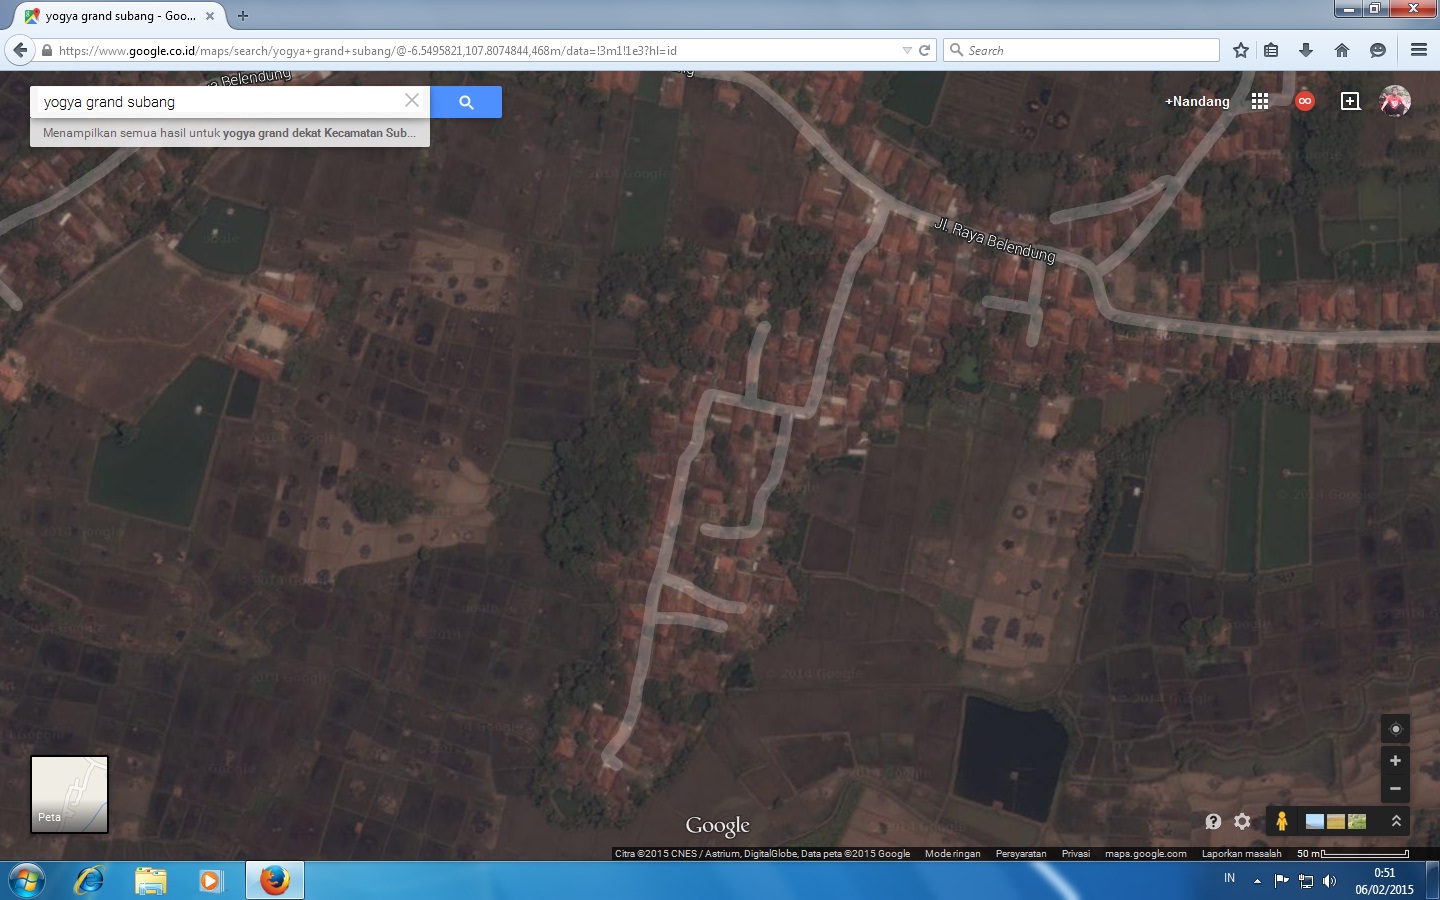 yogya grand subang - Goo...
https://www.google.co.id/maps/search/yogya+grand+subang/@-6.5495821,107.8074844,468m/data=!3m1!1e3?hl=id
Search
Belendung
yogya grand subang
Menampilkan semua hasil untuk yogya grand dekat Kecamatan Sub...
+Nandang
Jl. Raya Belendung
Peta
Google
Citra ©2015 CNES / Astrium, DigitalGlobe, Data peta ©2015 Google Mode ringan Persyaratan Privasi maps.google.com Laporkan masalah 50 m
IN
0:51
06/02/2015